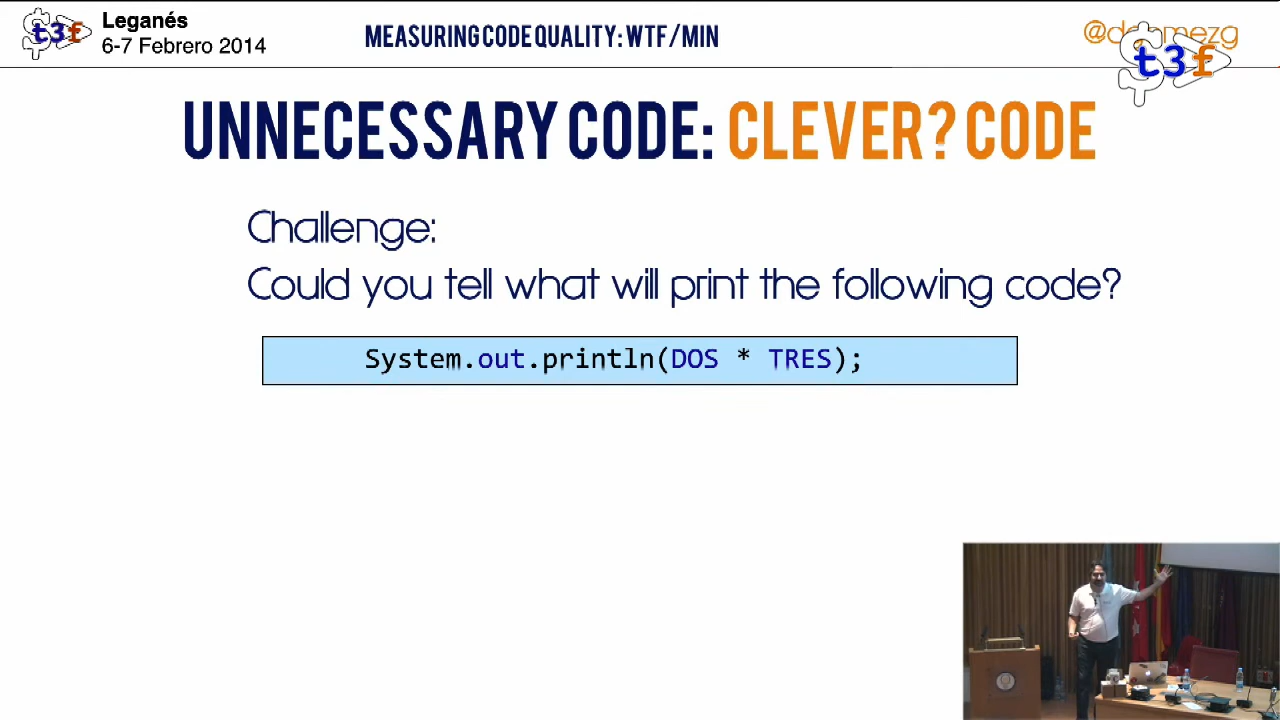 t3f
Leganés
6-7 Febrero 2014
MEASURING CODE QUALITY: WTF/MIN
t3f
UNNECESSARY CODE: CLEVER? CODE
Challenge:
Could you tell what will print the following code?
System.out.println(DOS * TRES);